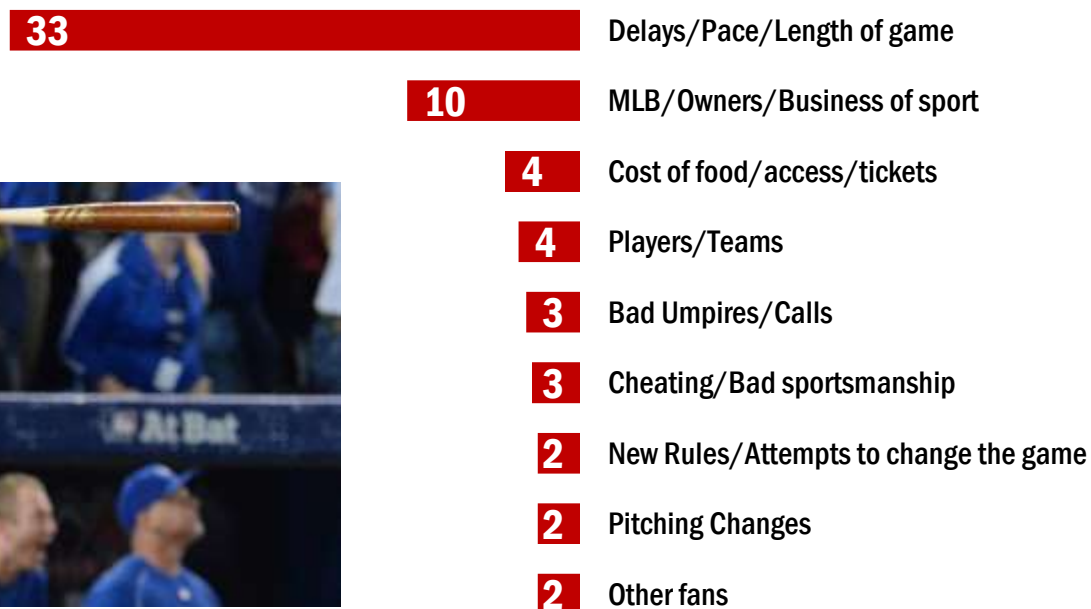 33 Delays/Pace/Length of game
10 MLB/Owners/Business of sport
4 Cost of food/access/tickets
4 Players/Teams
3 Bad Umpires/Calls
3 Cheating/Bad sportsmanship
At Bat
2 New Rules/Attempts to change the game
2 Pitching Changes
2 Other fans